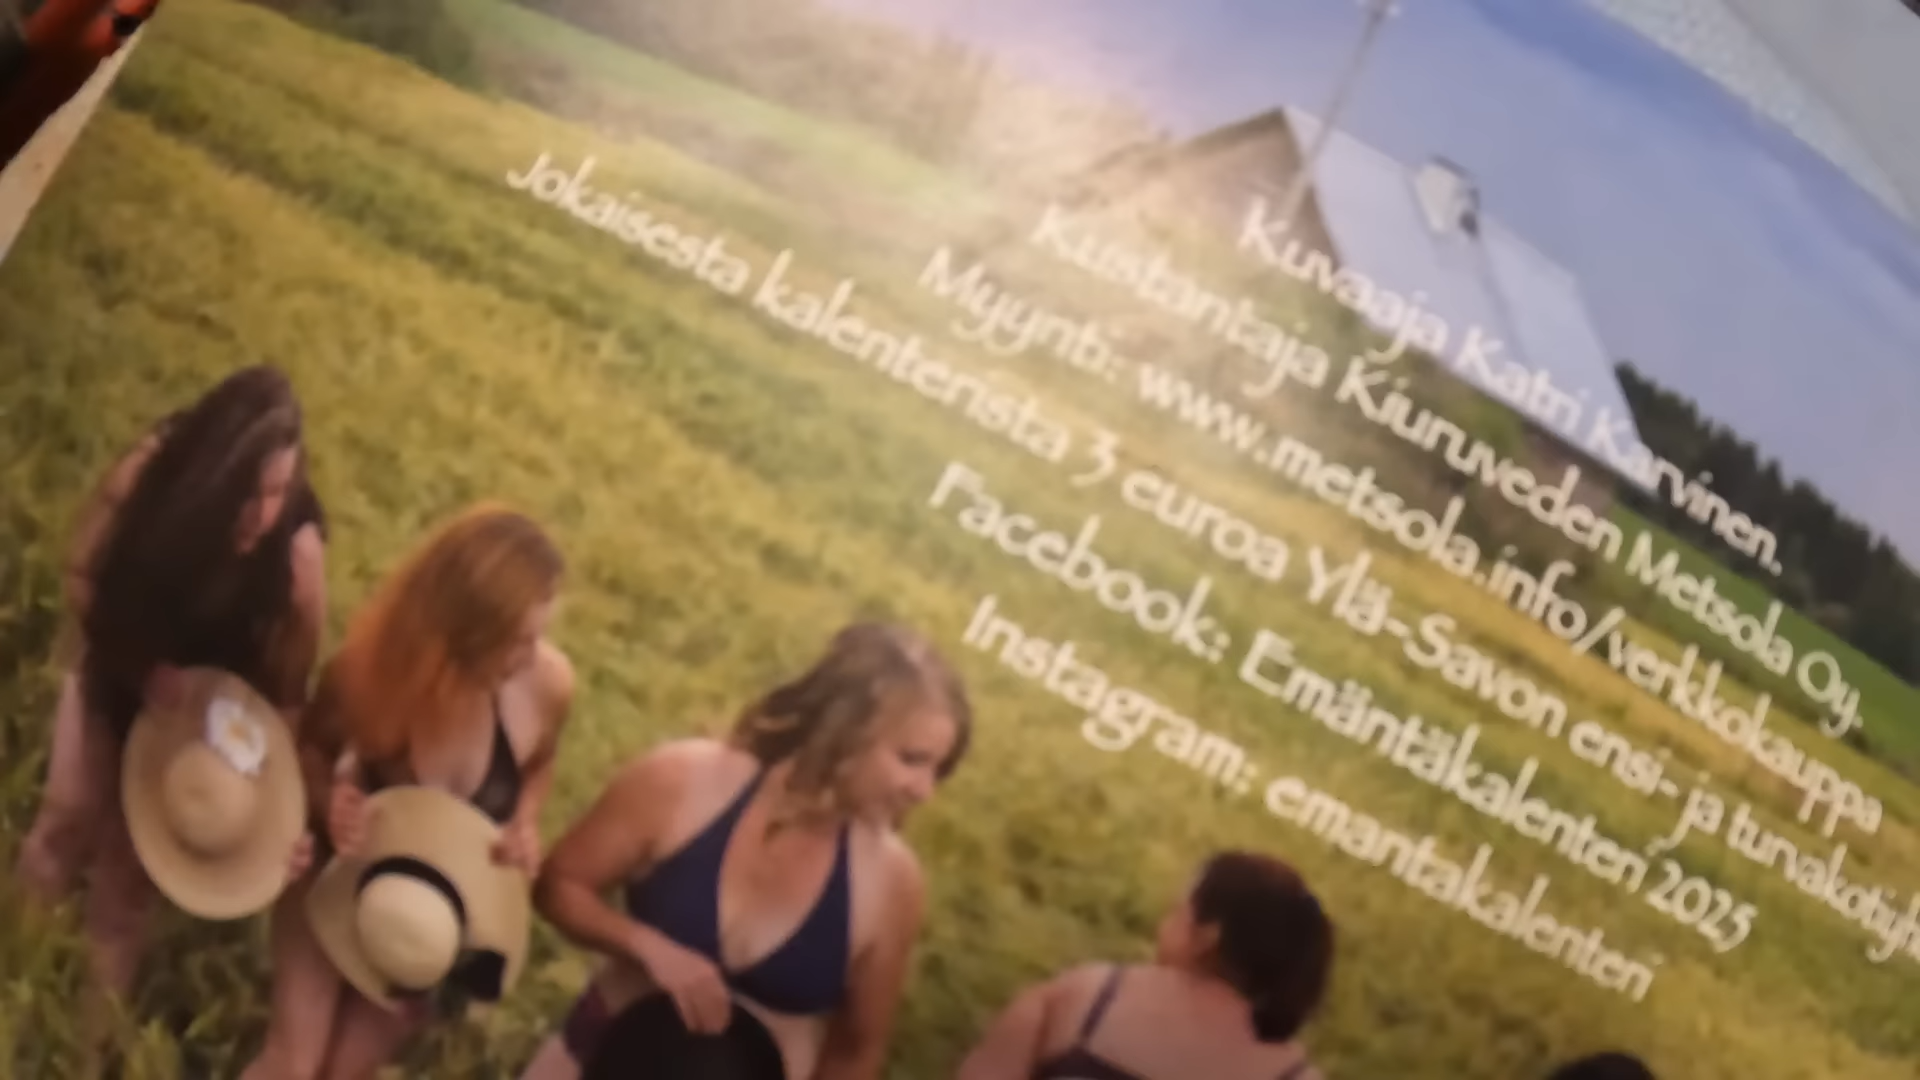 Kuvaaja Katri Karvinen.
Kustantaja Kiuruveden Metsola Oy.
Myynti: www.metsola.info/verkkokauppa
Jokaisesta kalenterista 3 euroa Ylä-Savon ensi- ja turvakotiyh
Facebook: Emäntäkalenteri 2025
Instagram: emantakalenteri